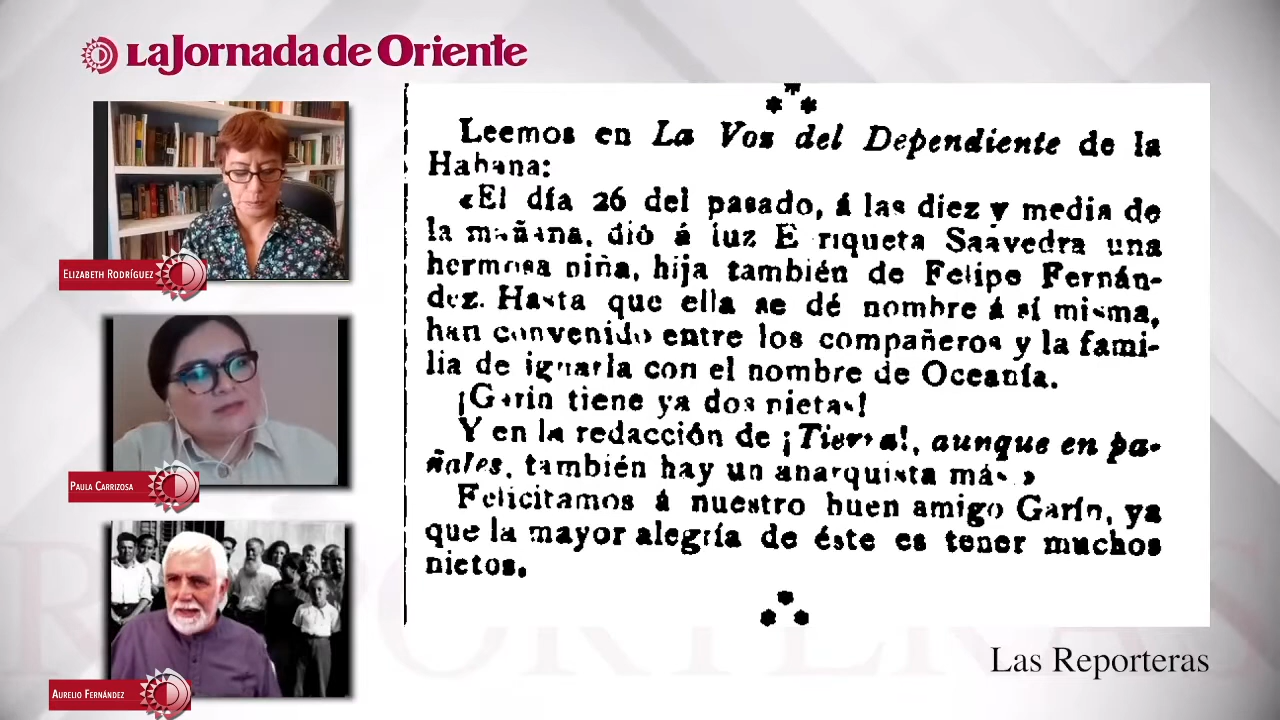 La Jornada de Oriente
ELIZABETH RODRÍGUEZ
PAULA CARRIZOSA
AURELIO FERNÁNDEZ
Leemos en La Voz del Dependiente de la
Habana:
«El día 26 del pasado, á las diez y media de
la mañana, dió á luz Enriqueta Saavedra una
hermosa niña, hija también de Felipe Fernán-
dez. Hasta que ella se dé nombre á sí misma,
han convenido entre los compañeros y la fami-
lia de ignarla con el nombre de Oceanía.
¡Garin tiene ya dos nietas!
Y en la redacción de ¡Tierra!, aunque en pa-
ñales, también hay un anarquista más.»
Felicitamos á nuestro buen amigo Garín, ya
que la mayor alegría de éste es tener muchos
nietos.
REPORTERAS
Las Reporteras